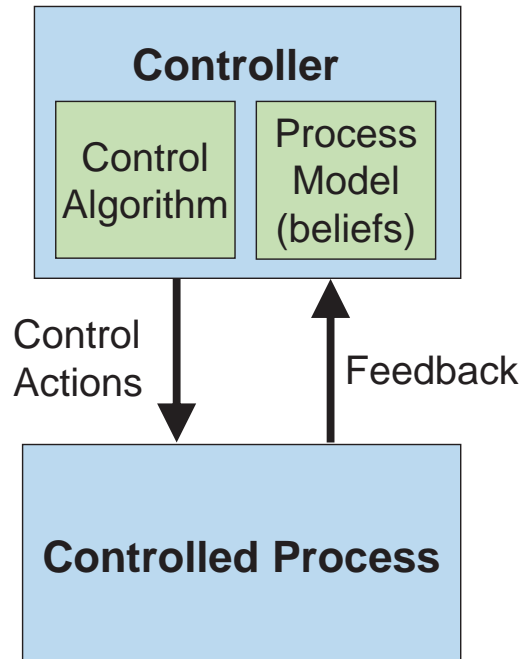 Controller
Control
Algorithm
Process
Model
(beliefs)
Control
Actions
Feedback
Controlled Process